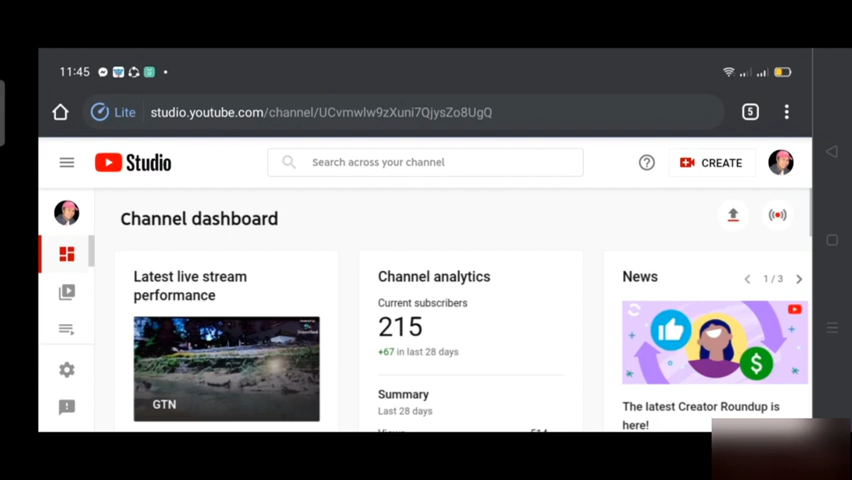 11:45
Lite
studio.youtube.com/channel/UCvmwlw9zXuni7QjysZo8UgQ
5
Studio
Search across your channel
CREATE
Channel dashboard
Latest live stream
performance
GTN
Channel analytics
Current subscribers
215
+67 in last 28 days
Summary
Last 28 days
News
1 / 3
The latest Creator Roundup is
here!